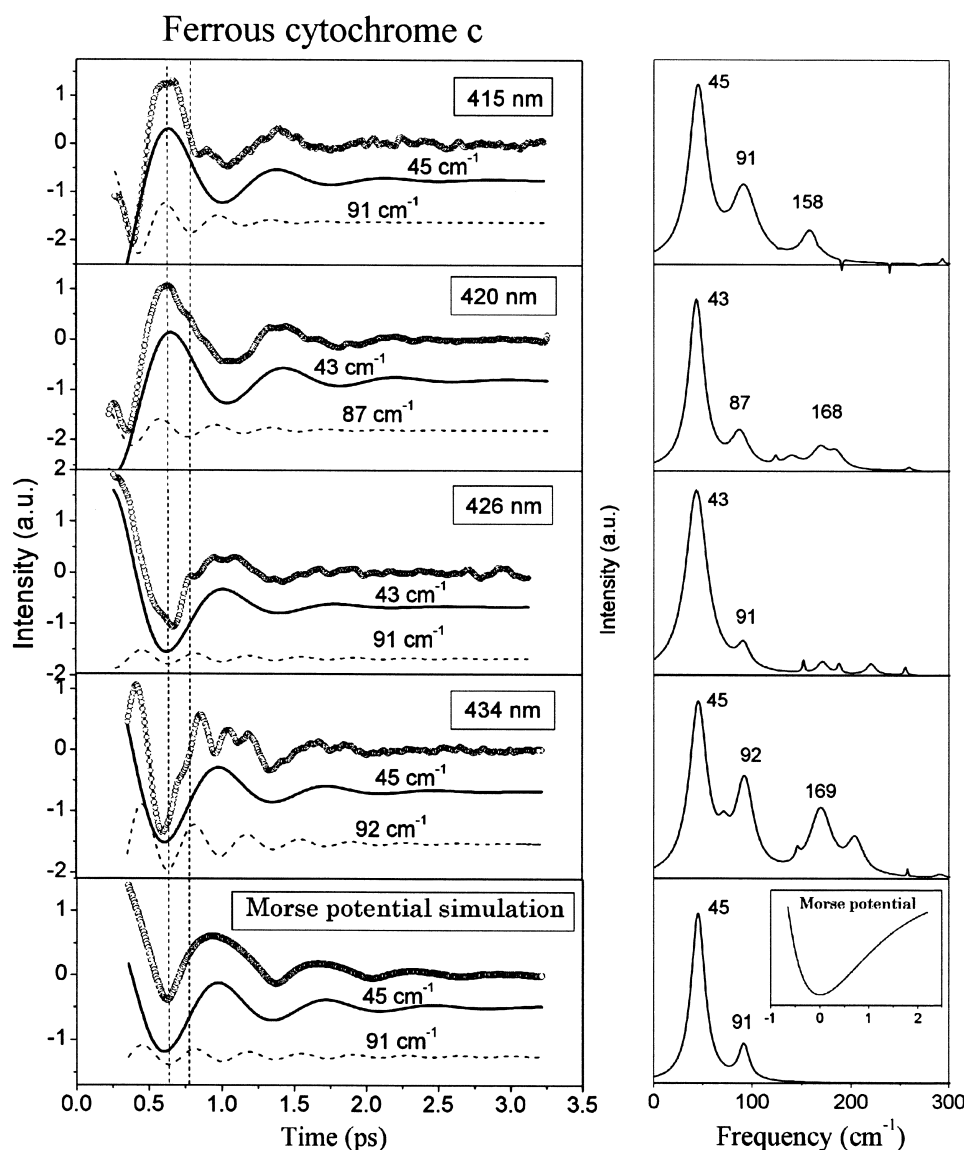 Ferrous cytochrome c
Intensity (a.u.)
1
0
-1
-2
415 nm
45 cm⁻¹
91 cm⁻¹
1
0
-1
-2
420 nm
43 cm⁻¹
87 cm⁻¹
2
1
0
-1
-2
426 nm
43 cm⁻¹
91 cm⁻¹
1
0
-1
-2
434 nm
45 cm⁻¹
92 cm⁻¹
1
0
-1
Morse potential simulation
45 cm⁻¹
91 cm⁻¹
0.0 0.5 1.0 1.5 2.0 2.5 3.0 3.5
Time (ps)
Intensity (a.u.)
45
91
158
43
87
168
43
91
45
92
169
45
91
Morse potential
-1 0 1 2
0 100 200 300
Frequency (cm⁻¹)